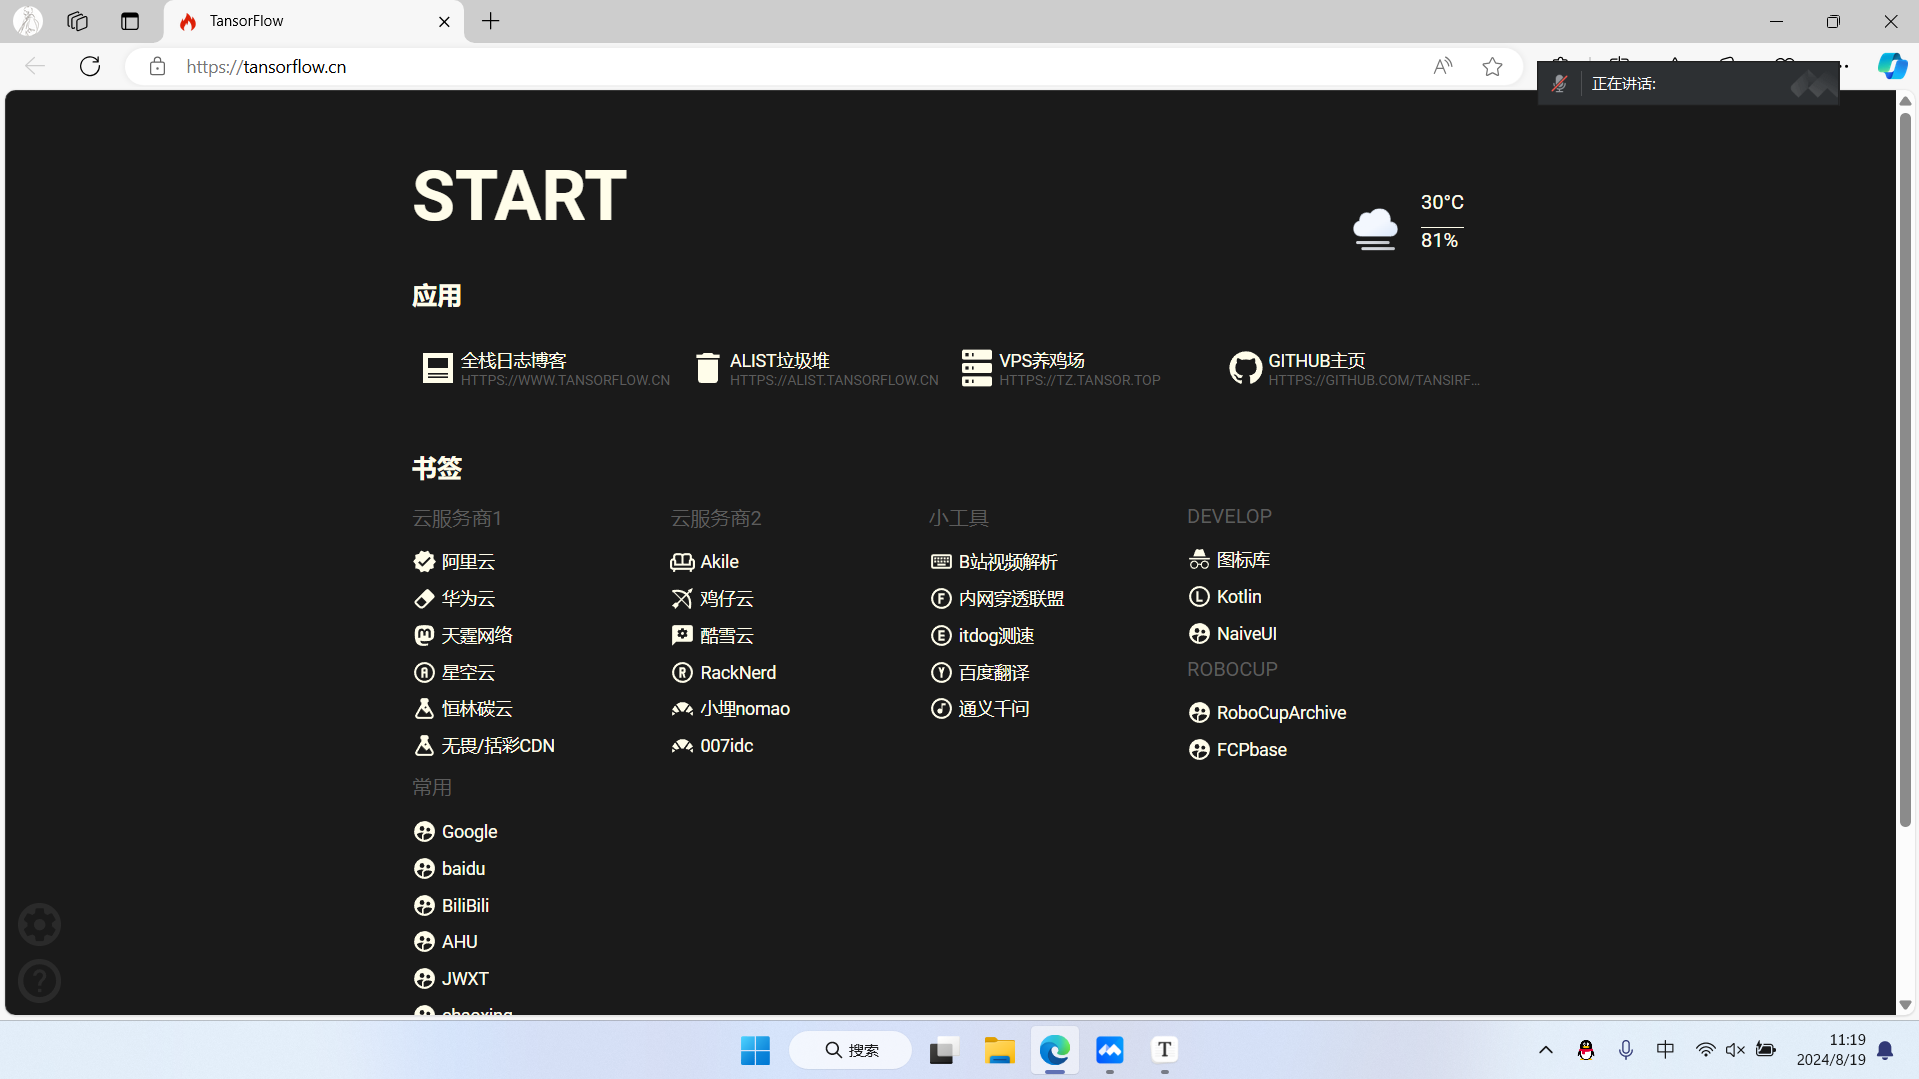 TansorFlow
https://tansorflow.cn
正在讲话:
START
30°C
81%
应用
全栈日志博客
HTTPS://WWW.TANSORFLOW.CN
ALIST垃圾堆
HTTPS://ALIST.TANSORFLOW.CN
VPS养鸡场
HTTPS://TZ.TANSOR.TOP
GITHUB主页
HTTPS://GITHUB.COM/TANSIRF...
书签
云服务商1
阿里云
华为云
天霆网络
星空云
恒林碳云
无畏/括彩CDN
常用
Google
baidu
BiliBili
AHU
JWXT
chaoxing
云服务商2
Akile
鸡仔云
酷雪云
RackNerd
小埋nomao
007idc
小工具
B站视频解析
内网穿透联盟
itdog测速
百度翻译
通义千问
DEVELOP
图标库
Kotlin
NaiveUI
ROBOCUP
RoboCupArchive
FCPbase
搜索
中
11:19
2024/8/19